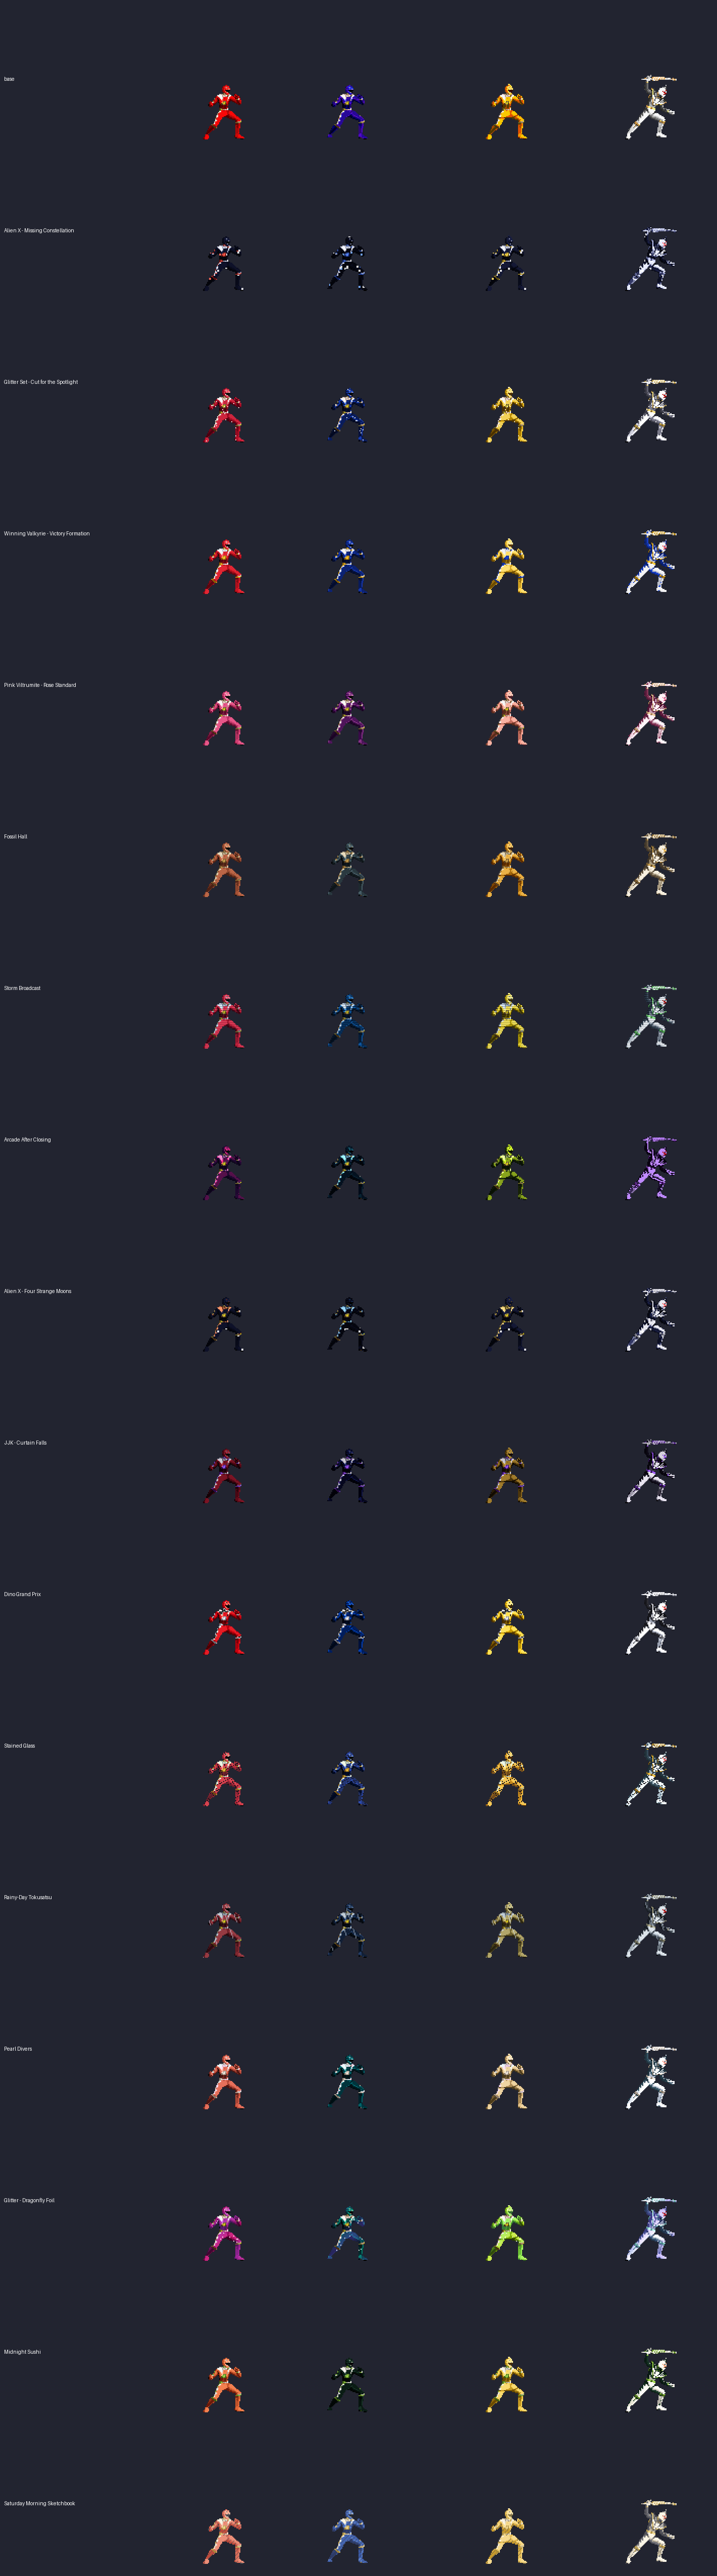 base
Alien X - Missing Constellation
Glitter Set - Cut for the Spotlight
Winning Valkyrie - Victory Formation
Pink Viltrumite - Rose Standard
Fossil Hall
Storm Broadcast
Arcade After Closing
Alien X - Four Strange Moons
JJK - Curtain Falls
Dino Grand Prix
Stained Glass
Rainy-Day Tokusatsu
Pearl Divers
Glitter - Dragonfly Foil
Midnight Sushi
Saturday Morning Sketchbook